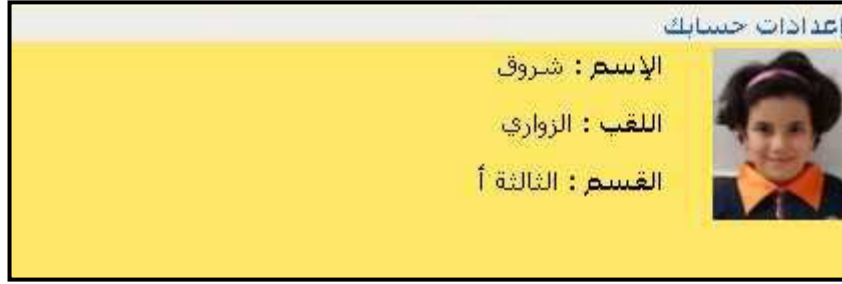 إعدادات حسابك
الإسم : شروق
اللقب : الزواري
القسم : الثالثة أ